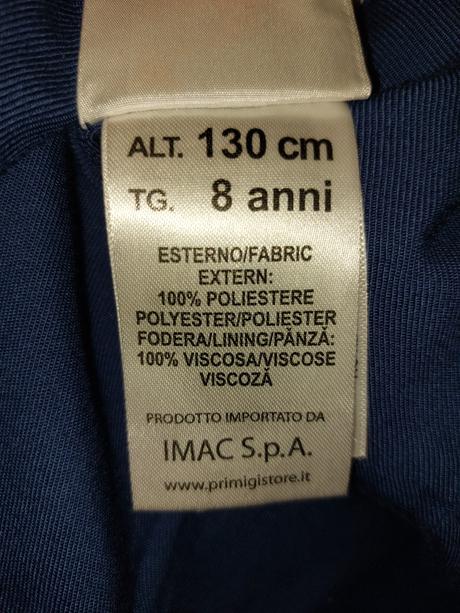 ALT. 130 cm
TG. 8 anni
ESTERNO/FABRIC
EXTERN:
100% POLIESTERE
POLYESTER/POLIESTER
FODERA/LINING/PÂNZĂ:
100% VISCOSA/VISCOSE
VISCOZĂ
PRODOTTO IMPORTATO DA
IMAC S.p.A.
www.primigistore.it